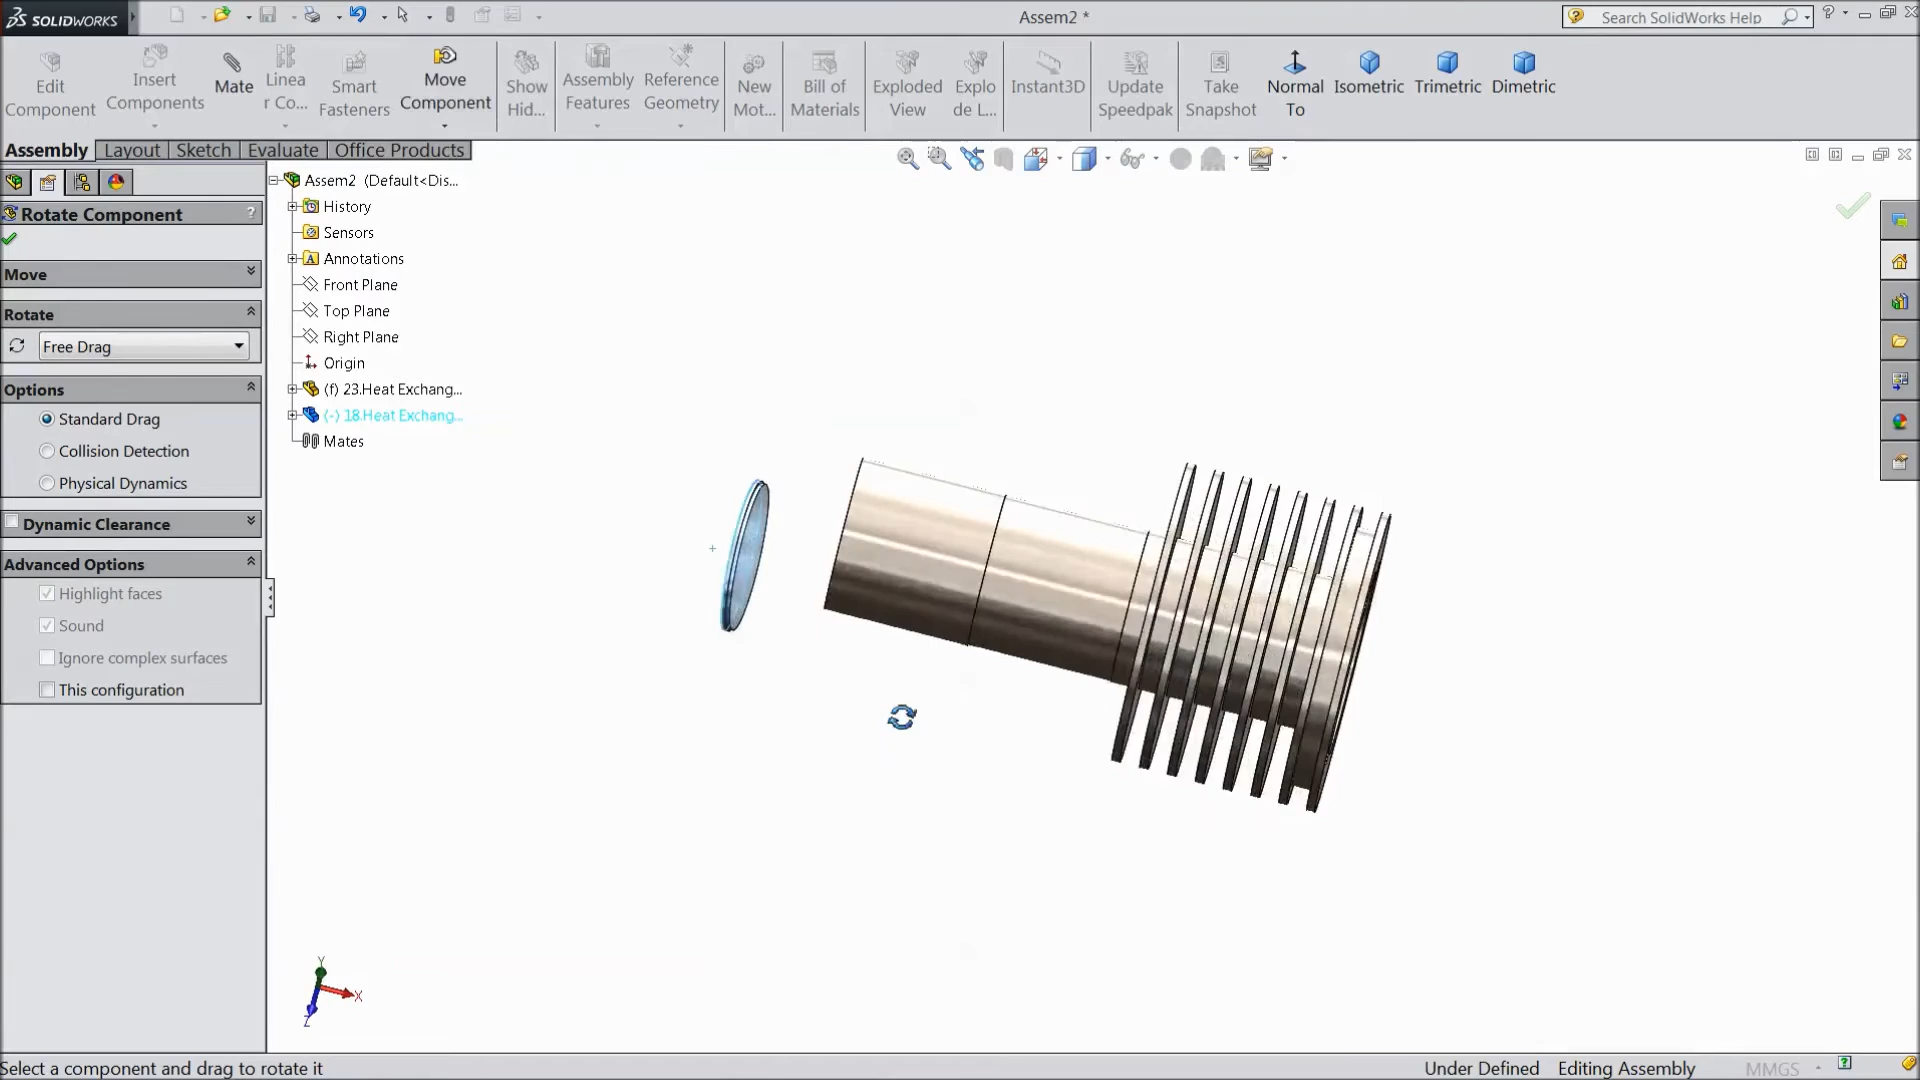 SOLIDWORKS
Assem2 *
Search SolidWorks Help
Edit Component
Insert Components
Mate
Linea r Co...
Smart Fasteners
Move Component
Show Hid...
Assembly Features
Reference Geometry
New Mot...
Bill of Materials
Exploded View
Explo de L...
Instant3D
Update Speedpak
Take Snapshot
Normal To
Isometric
Trimetric
Dimetric
Assembly
Layout
Sketch
Evaluate
Office Products
Rotate Component
?
Move
Rotate
Free Drag
Options
Standard Drag
Collision Detection
Physical Dynamics
Dynamic Clearance
Advanced Options
Highlight faces
Sound
Ignore complex surfaces
This configuration
Assem2 (Default<Dis...
History
Sensors
Annotations
Front Plane
Top Plane
Right Plane
Origin
(f) 23.Heat Exchang...
(-) 18.Heat Exchang...
Mates
Y
X
Z
Select a component and drag to rotate it
Under Defined
Editing Assembly
MMGS